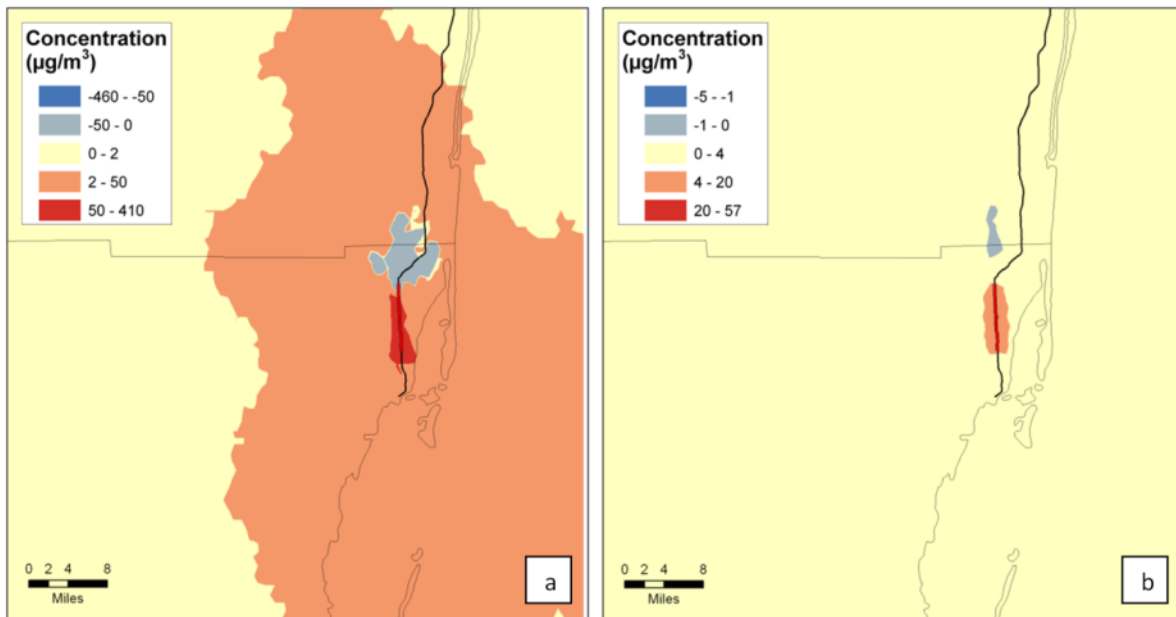 Concentration
(µg/m³)
-460 - -50
-50 - 0
0 - 2
2 - 50
50 - 410
0 2 4 8
Miles
a
Concentration
(µg/m³)
-5 - -1
-1 - 0
0 - 4
4 - 20
20 - 57
0 2 4 8
Miles
b